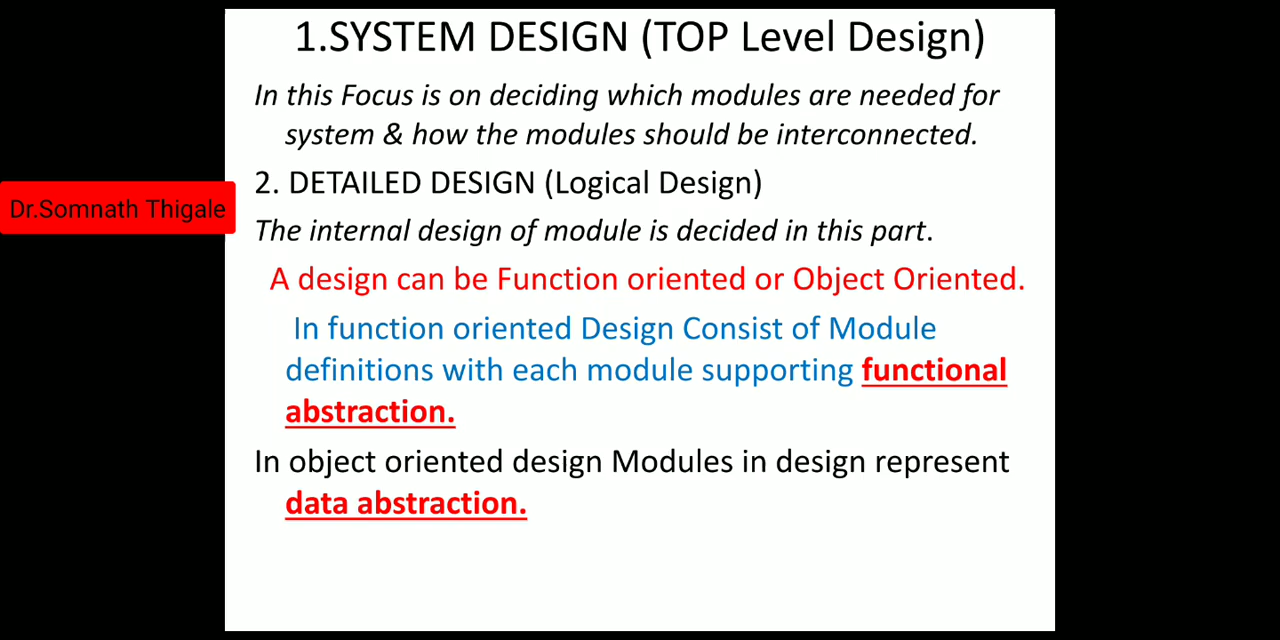 1.SYSTEM DESIGN (TOP Level Design)
In this Focus is on deciding which modules are needed for
system & how the modules should be interconnected.
2. DETAILED DESIGN (Logical Design)
Dr.Somnath Thigale
The internal design of module is decided in this part.
A design can be Function oriented or Object Oriented.
In function oriented Design Consist of Module
definitions with each module supporting functional
abstraction.
In object oriented design Modules in design represent
data abstraction.